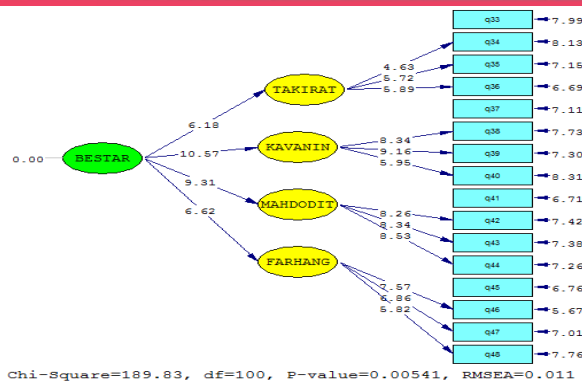 q33 7.99
q34 8.13
4.63
q35 7.15
5.72
TAKIRAT
5.89
q36 6.69
q37 7.11
6.18
q38 7.73
8.34
KAVANIN
10.57
9.16
q39 7.30
0.00 BESTAR
5.95
q40 8.31
9.31
q41 6.71
MAHDODIT
8.26
q42 7.42
6.62
8.34
q43 7.38
8.53
q44 7.26
FARHANG
7.57
q45 6.76
6.86
q46 5.67
5.82
q47 7.01
q48 7.76
Chi-Square=189.83, df=100, P-value=0.00541, RMSEA=0.011